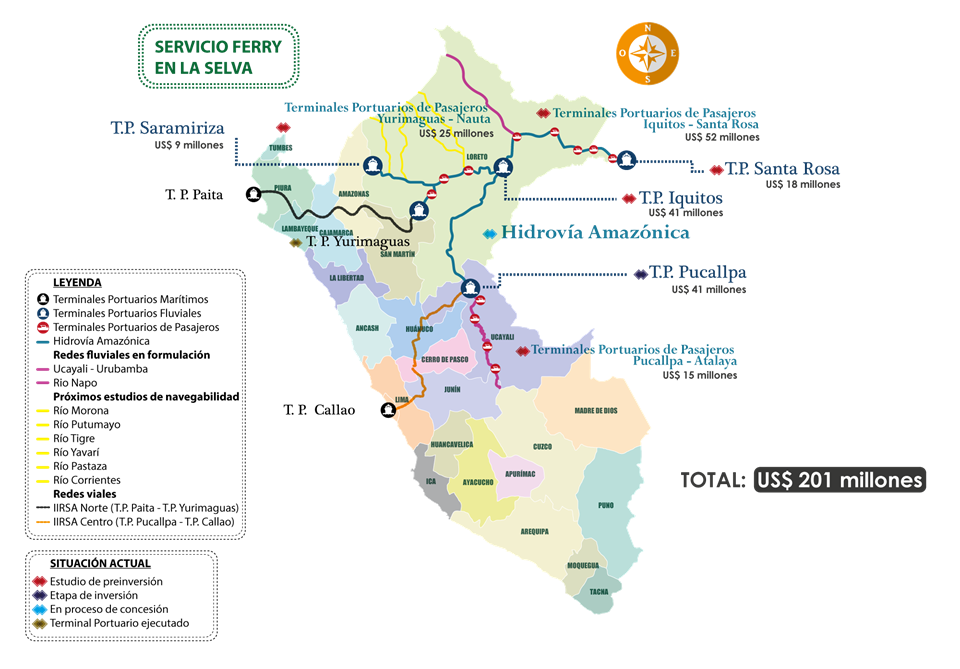 SERVICIO FERRY
EN LA SELVA
N
O
E
S
Terminales Portuarios de Pasajeros
Yurimaguas - Nauta
US$ 25 millones
Terminales Portuarios de Pasajeros
Iquitos - Santa Rosa
US$ 52 millones
T.P. Saramiriza
US$ 9 millones
TUMBES
LORETO
T.P. Santa Rosa
US$ 18 millones
T. P. Paita
PIURA
AMAZONAS
T.P. Iquitos
US$ 41 millones
LAMBAYEQUE
CAJAMARCA
T. P. Yurimaguas
SAN MARTÍN
Hidrovía Amazónica
LA LIBERTAD
T.P. Pucallpa
US$ 41 millones
ANCASH
HUÁNUCO
UCAYALI
CERRO DE PASCO
Terminales Portuarios de Pasajeros
Pucallpa - Atalaya
US$ 15 millones
JUNÍN
LIMA
T. P. Callao
MADRE DE DIOS
HUANCAVELICA
CUZCO
ICA
AYACUCHO
APURÍMAC
PUNO
AREQUIPA
MOQUEGUA
TACNA
TOTAL: US$ 201 millones
LEYENDA
Terminales Portuarios Marítimos
Terminales Portuarios Fluviales
Terminales Portuarios de Pasajeros
Hidrovía Amazónica
Redes fluviales en formulación
Ucayali - Urubamba
Rio Napo
Próximos estudios de navegabilidad
Río Morona
Río Putumayo
Río Tigre
Río Yavarí
Río Pastaza
Río Corrientes
Redes viales
IIRSA Norte (T.P. Paita - T.P. Yurimaguas)
IIRSA Centro (T.P. Pucallpa - T.P. Callao)
SITUACIÓN ACTUAL
Estudio de preinversión
Etapa de inversión
En proceso de concesión
Terminal Portuario ejecutado